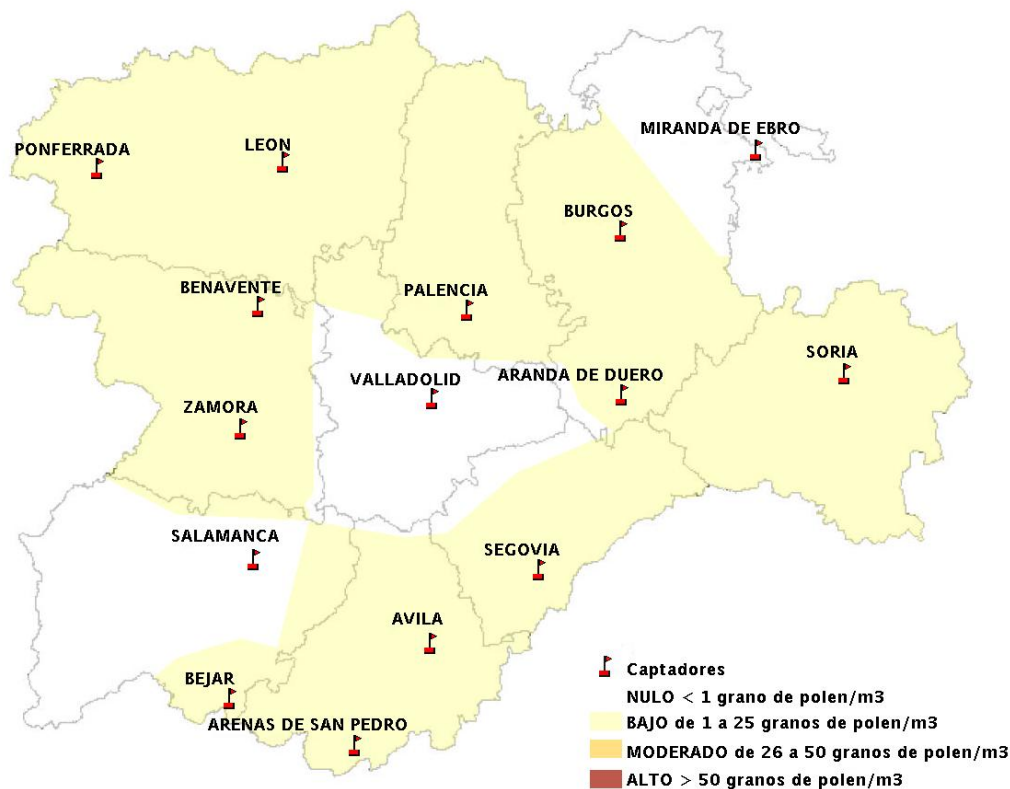 MIRANDA DE EBRO
PONFERRADA
LEON
BURGOS
BENAVENTE
PALENCIA
SORIA
VALLADOLID
ARANDA DE DUERO
ZAMORA
SALAMANCA
SEGOVIA
AVILA
BEJAR
ARENAS DE SAN PEDRO
Captadores
NULO < 1 grano de polen/m3
BAJO de 1 a 25 granos de polen/m3
MODERADO de 26 a 50 granos de polen/m3
ALTO > 50 granos de polen/m3